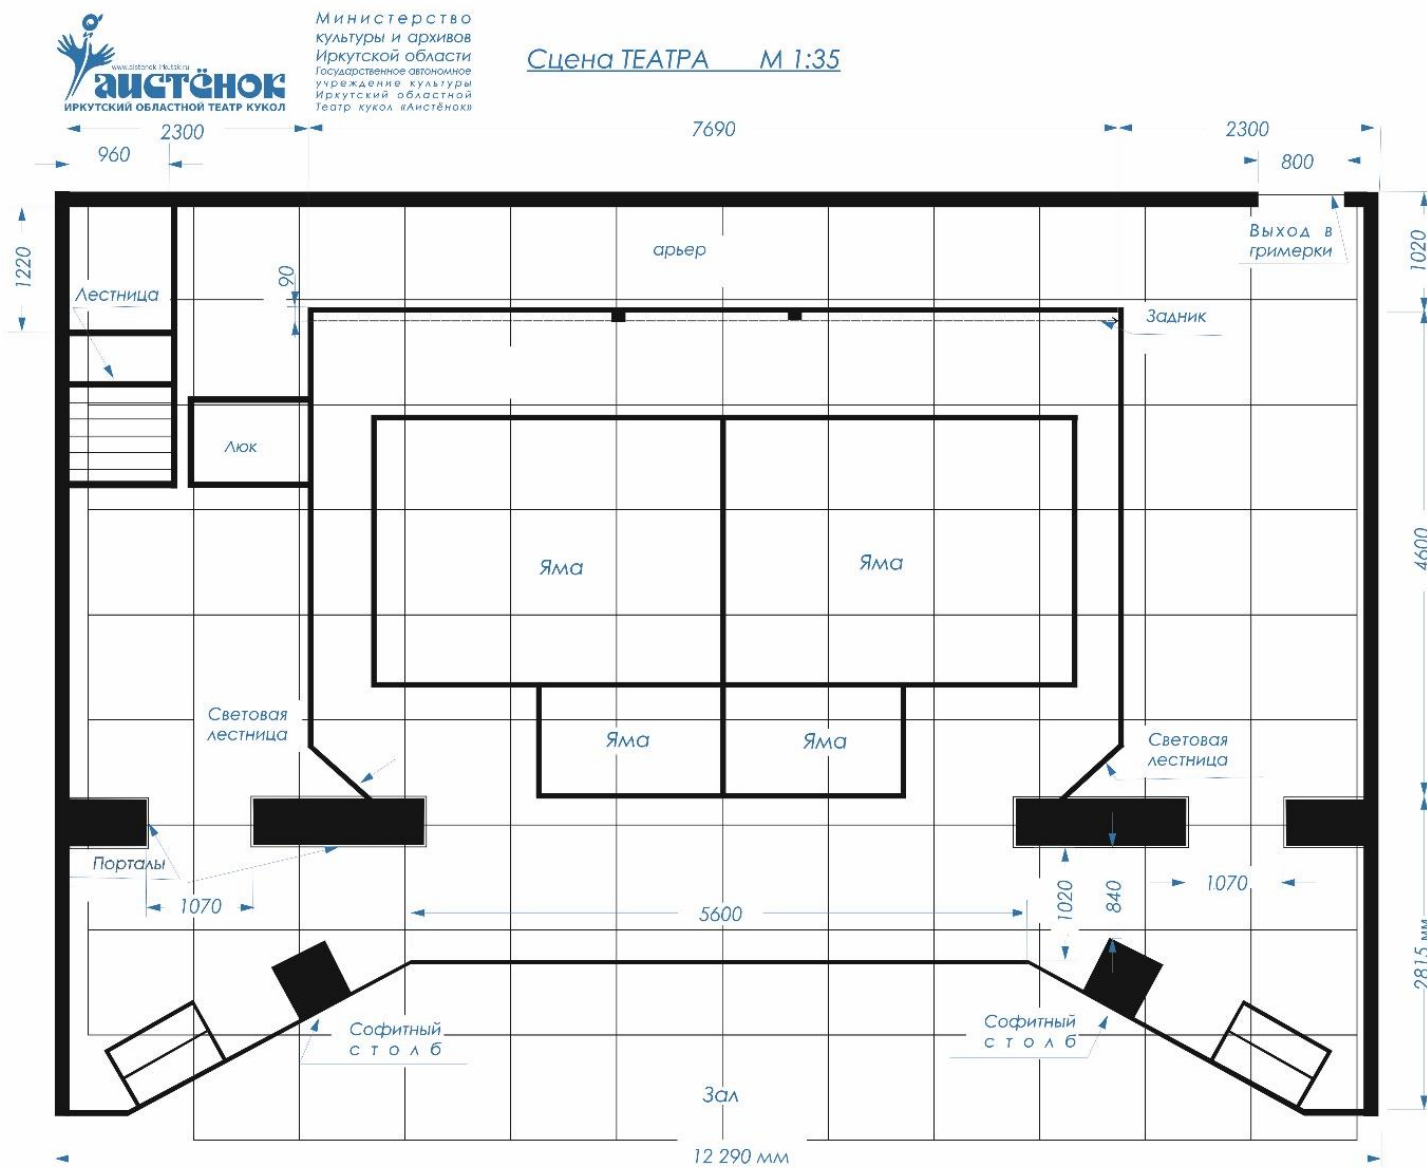 www.aistenok-irkutsk.ru
аистёнок
ИРКУТСКИЙ ОБЛАСТНОЙ ТЕАТР КУКОЛ
Министерство
культуры и архивов
Иркутской области
Государственное автономное
учреждение культуры
Иркутский областной
Театр кукол «Аистёнок»
Сцена ТЕАТРА М 1:35
2300
7690
2300
960
800
1220
90
арьер
Выход в
гримерки
1020
Лестница
Задник
Люк
4600
Яма
Яма
Световая
лестница
Яма
Яма
Световая
лестница
Порталы
1070
5600
1020
840
1070
2815 мм
Софитный
столб
Софитный
столб
Зал
12 290 мм